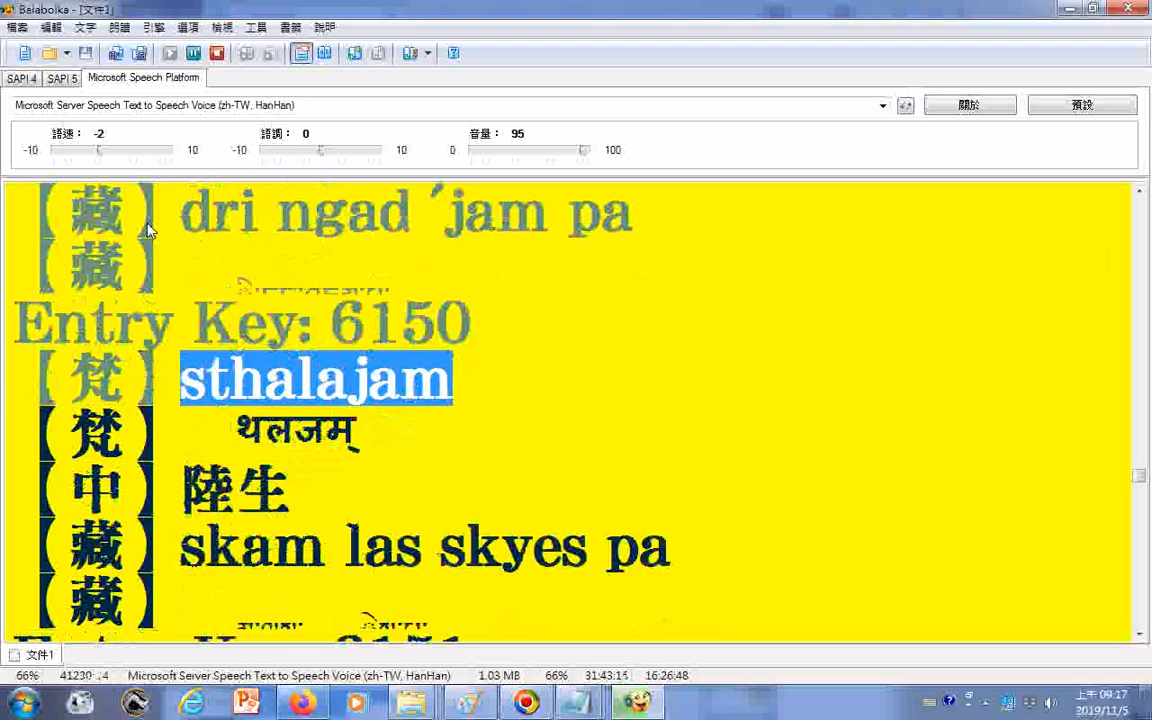 Balabolka - [文件1]
檔案 編輯 文字 朗讀 引擎 選項 檢視 工具 書籤 說明
SAPI 4 SAPI 5 Microsoft Speech Platform
Microsoft Server Speech Text to Speech Voice (zh-TW, HanHan) 關於 預設
語速： -2 語調： 0 音量： 95
-10 10 -10 10 0 100
【藏】 dri ngad 'jam pa
【藏】
Entry Key: 6150
【梵】 sthalajam
【梵】 थलजम्
【中】 陸生
【藏】 skam las skyes pa
【藏】
Entry Key: 6151
文件1
66% Microsoft Server Speech Text to Speech Voice (zh-TW, HanHan) 1.03 MB 66% 31:43:15 16:26:48
上午 09:17
2019/11/5